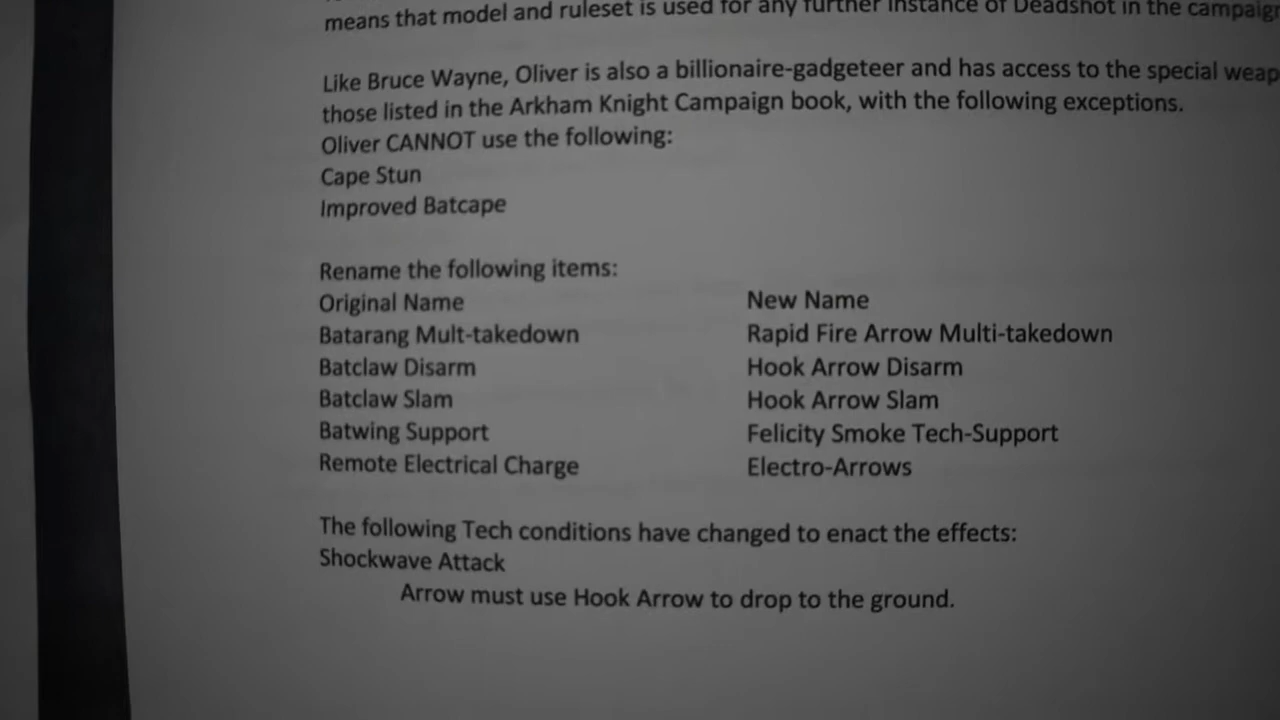 means that model and ruleset is used for any further instance of Deadshot in the campaign
Like Bruce Wayne, Oliver is also a billionaire-gadgeteer and has access to the special weap
those listed in the Arkham Knight Campaign book, with the following exceptions.
Oliver CANNOT use the following:
Cape Stun
Improved Batcape
Rename the following items:
Original Name New Name
Batarang Mult-takedown Rapid Fire Arrow Multi-takedown
Batclaw Disarm Hook Arrow Disarm
Batclaw Slam Hook Arrow Slam
Batwing Support Felicity Smoke Tech-Support
Remote Electrical Charge Electro-Arrows
The following Tech conditions have changed to enact the effects:
Shockwave Attack
Arrow must use Hook Arrow to drop to the ground.